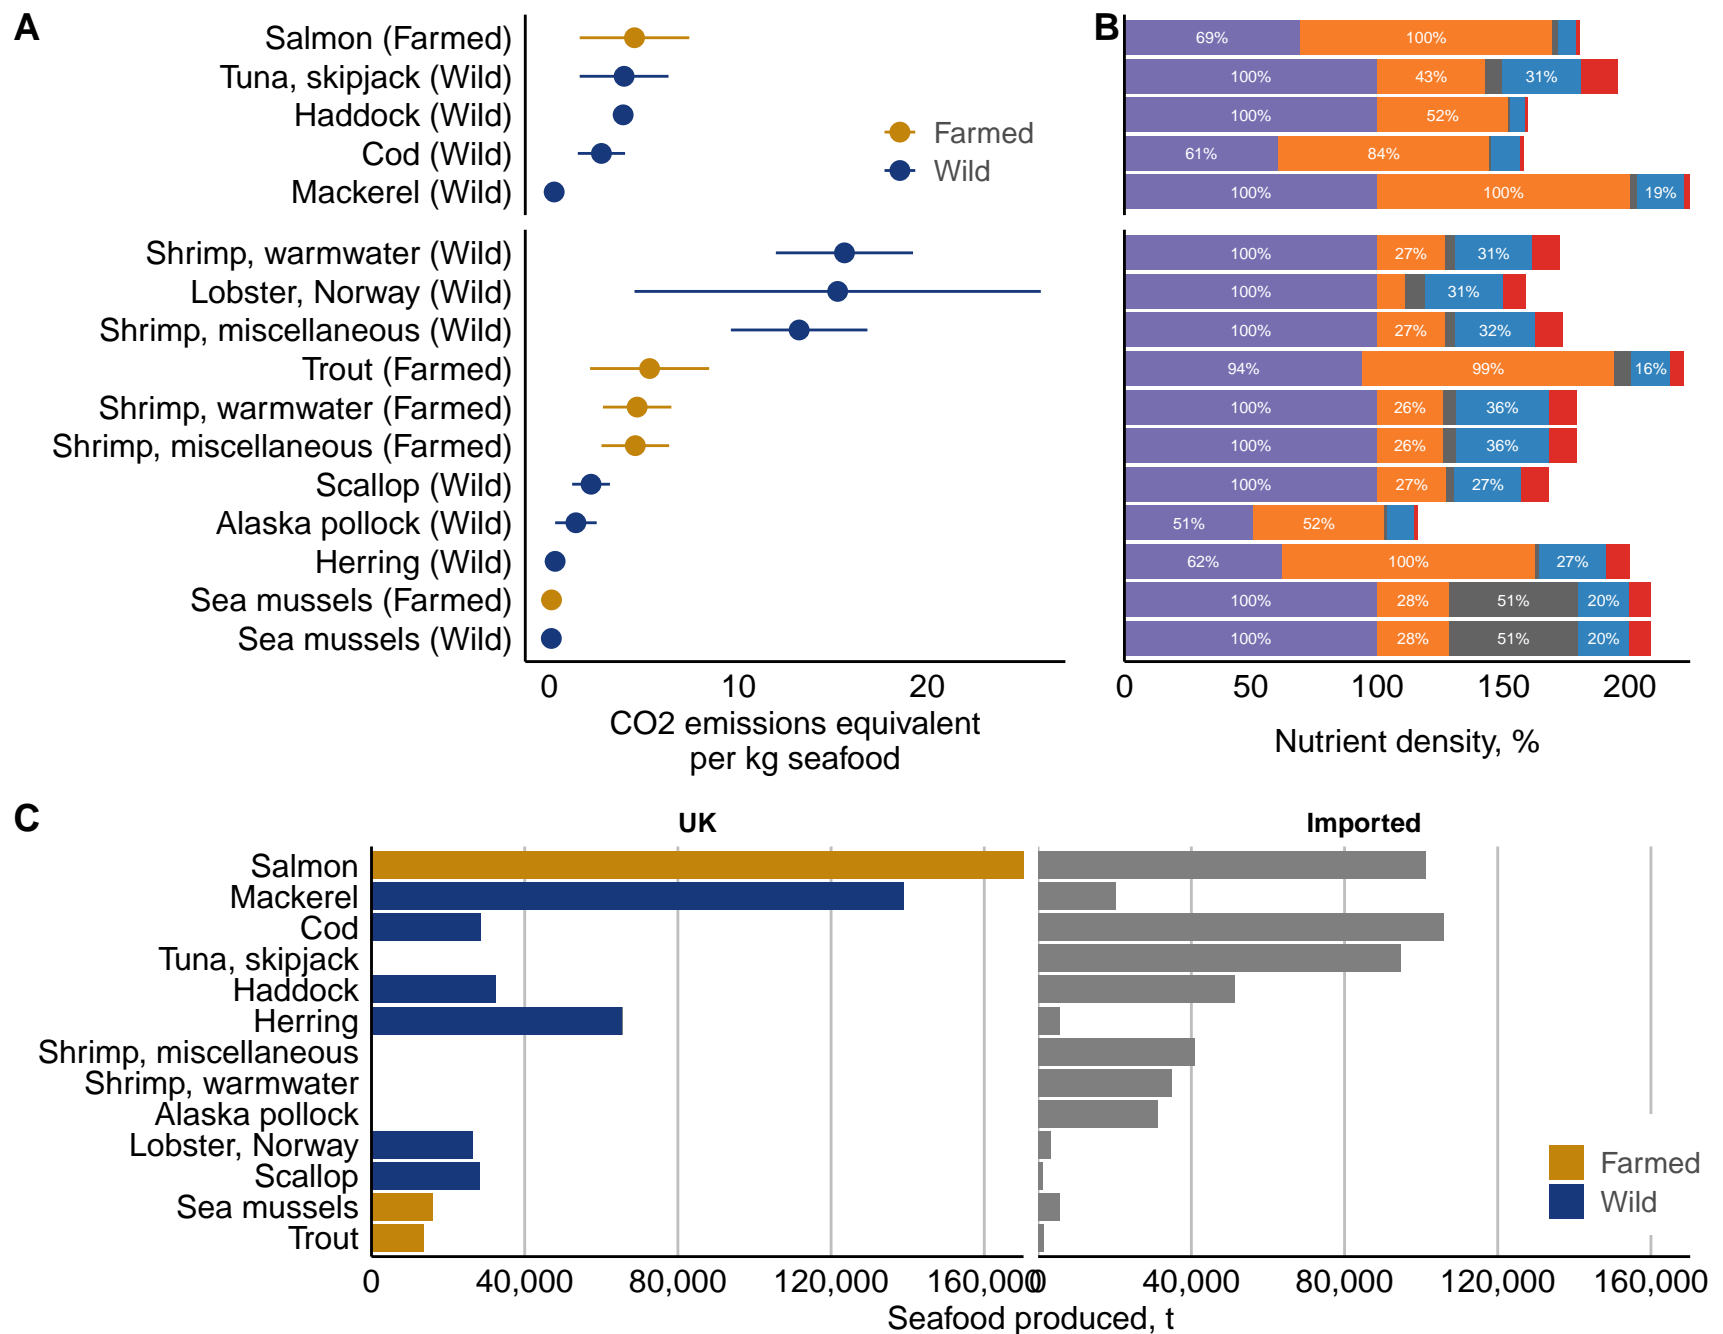 A
B
Salmon (Farmed)
69% 100%
Tuna, skipjack (Wild)
100% 43% 31%
Haddock (Wild)
100% 52%
Cod (Wild)
61% 84%
Mackerel (Wild)
100% 100% 19%
Farmed
Wild
Shrimp, warmwater (Wild)
100% 27% 31%
Lobster, Norway (Wild)
100% 31%
Shrimp, miscellaneous (Wild)
100% 27% 32%
Trout (Farmed)
94% 99% 16%
Shrimp, warmwater (Farmed)
100% 26% 36%
Shrimp, miscellaneous (Farmed)
100% 26% 36%
Scallop (Wild)
100% 27% 27%
Alaska pollock (Wild)
51% 52%
Herring (Wild)
62% 100% 27%
Sea mussels (Farmed)
100% 28% 51% 20%
Sea mussels (Wild)
100% 28% 51% 20%
0 10 20
0 50 100 150 200
CO2 emissions equivalent
per kg seafood
Nutrient density, %
C
UK
Imported
Salmon
Mackerel
Cod
Tuna, skipjack
Haddock
Herring
Shrimp, miscellaneous
Shrimp, warmwater
Alaska pollock
Lobster, Norway
Scallop
Sea mussels
Trout
Farmed
Wild
0 40,000 80,000 120,000 160,000
0 40,000 80,000 120,000 160,000
Seafood produced, t